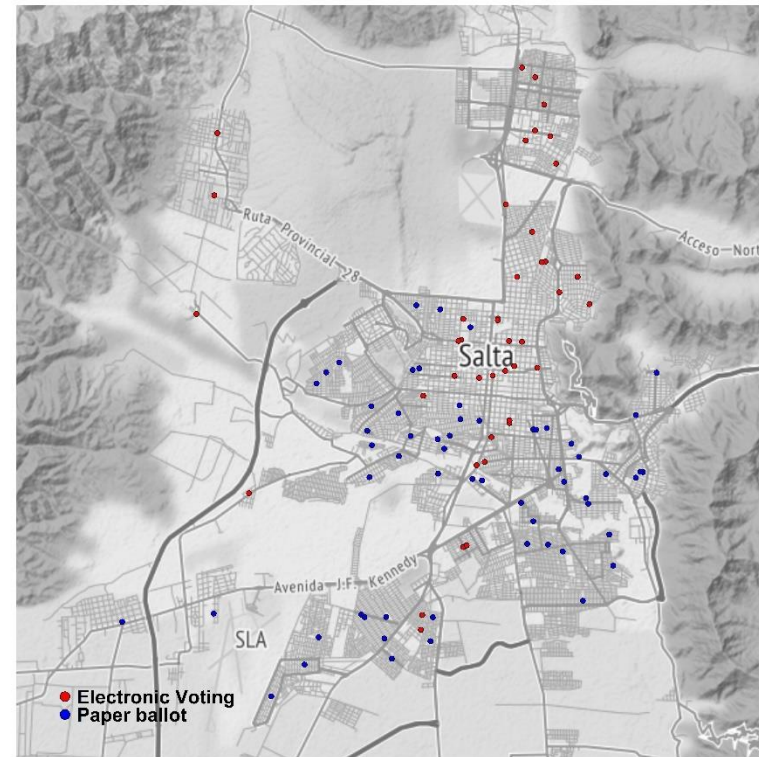 Ruta Provincial 28
Acceso Nort
Salta
Avenida J.F. Kennedy
SLA
Electronic Voting
Paper ballot